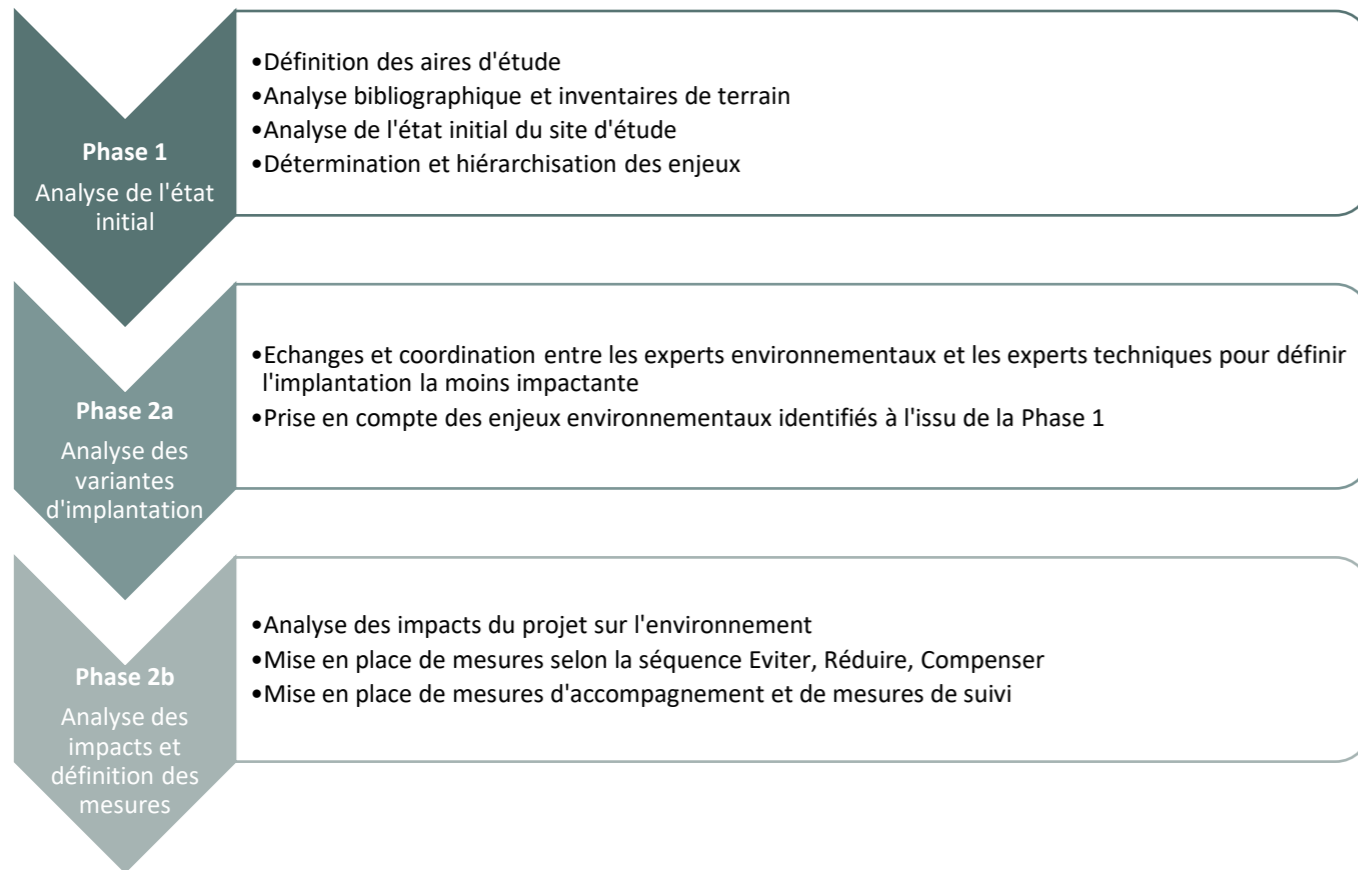 Phase 1
Analyse de l'état
initial
•Définition des aires d'étude
•Analyse bibliographique et inventaires de terrain
•Analyse de l'état initial du site d'étude
•Détermination et hiérarchisation des enjeux
Phase 2a
Analyse des
variantes
d'implantation
•Echanges et coordination entre les experts environnementaux et les experts techniques pour définir
l'implantation la moins impactante
•Prise en compte des enjeux environnementaux identifiés à l'issu de la Phase 1
Phase 2b
Analyse des
impacts et
définition des
mesures
•Analyse des impacts du projet sur l'environnement
•Mise en place de mesures selon la séquence Eviter, Réduire, Compenser
•Mise en place de mesures d'accompagnement et de mesures de suivi